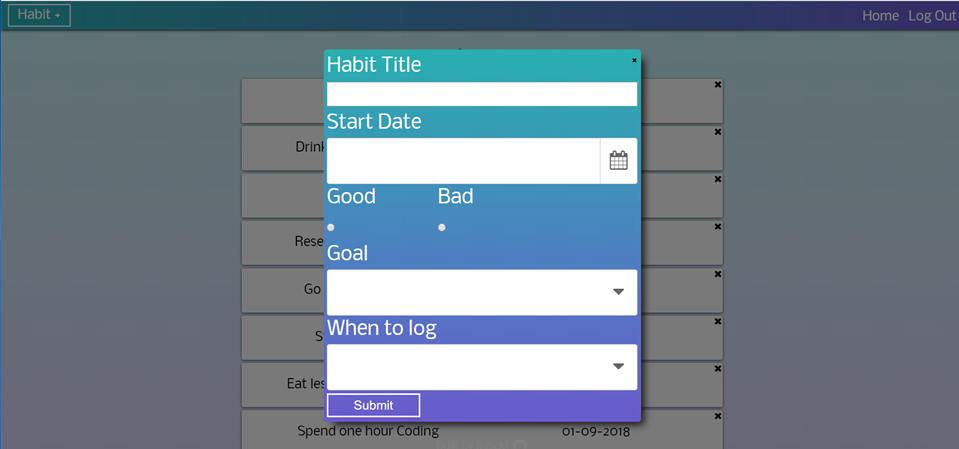 Habit +
Home Log Out
Habit Title
Start Date
Drin
Good Bad
Rese
Goal
Go
When to log
S
Eat les
Submit
Spend one hour Coding 01-09-2018